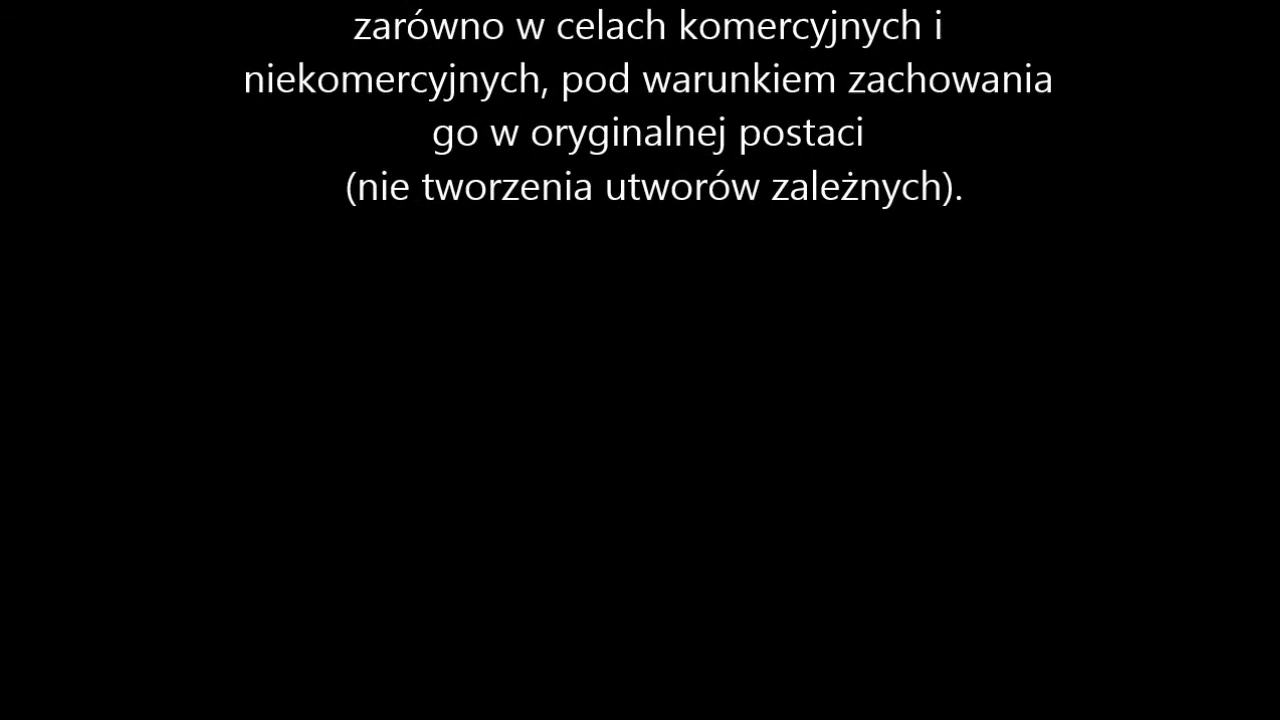 zarówno w celach komercyjnych i
niekomercyjnych, pod warunkiem zachowania
go w oryginalnej postaci
(nie tworzenia utworów zależnych).